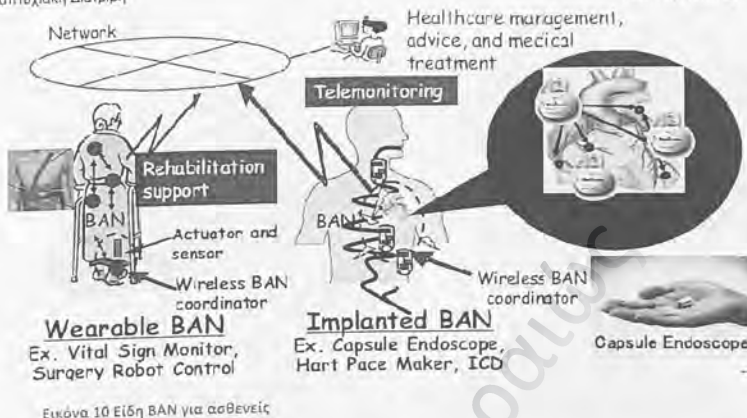 Διατριβή
Network
Healthcare management,
advice, and mecical
treatment
Telemonitoring
Rehabilitation
support
BAN
BAN
Actuator and
sensor
Wireless BAN
coordinator
Wireless BAN
coordinator
Wearable BAN
Ex. Vital Sign Monitor,
Surgery Robot Control
Implanted BAN
Ex. Capsule Endoscope,
Hart Pace Maker, ICD
Capsule Endoscope
Εικόνα 10 Είδη BAN για ασθενείς